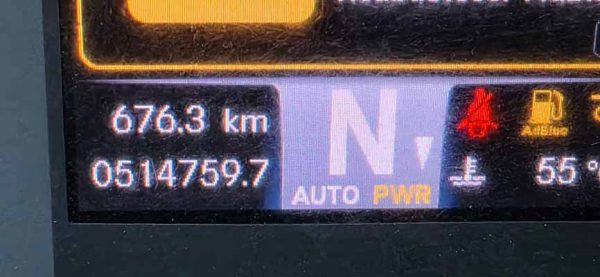 676.3 km
0514759.7
N
AUTO PWR
AdBlue
55 °